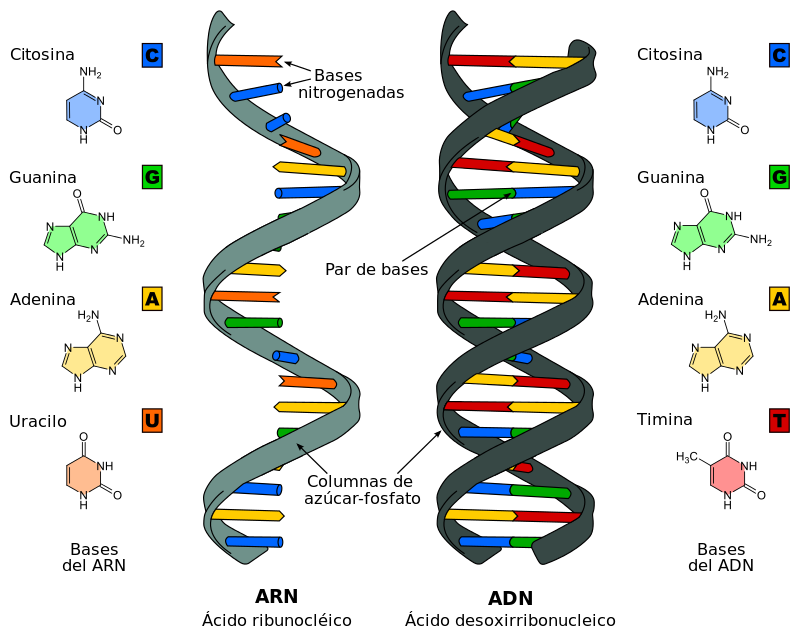 Citosina
C
NH₂
N
N
H
O
Guanina
G
O
N
NH
N
H
N
NH₂
Adenina
A
H₂N
N
N
N
H
N
Uracilo
U
O
NH
N
H
O
Bases
del ARN
Bases
nitrogenadas
Par de bases
Columnas de
azúcar-fosfato
ARN
Ácido ribunocléico
ADN
Ácido desoxirribonucleico
Citosina
C
NH₂
N
N
H
O
Guanina
G
O
N
NH
N
H
N
NH₂
Adenina
A
H₂N
N
N
N
H
N
Timina
T
O
H₃C
NH
N
H
O
Bases
del ADN